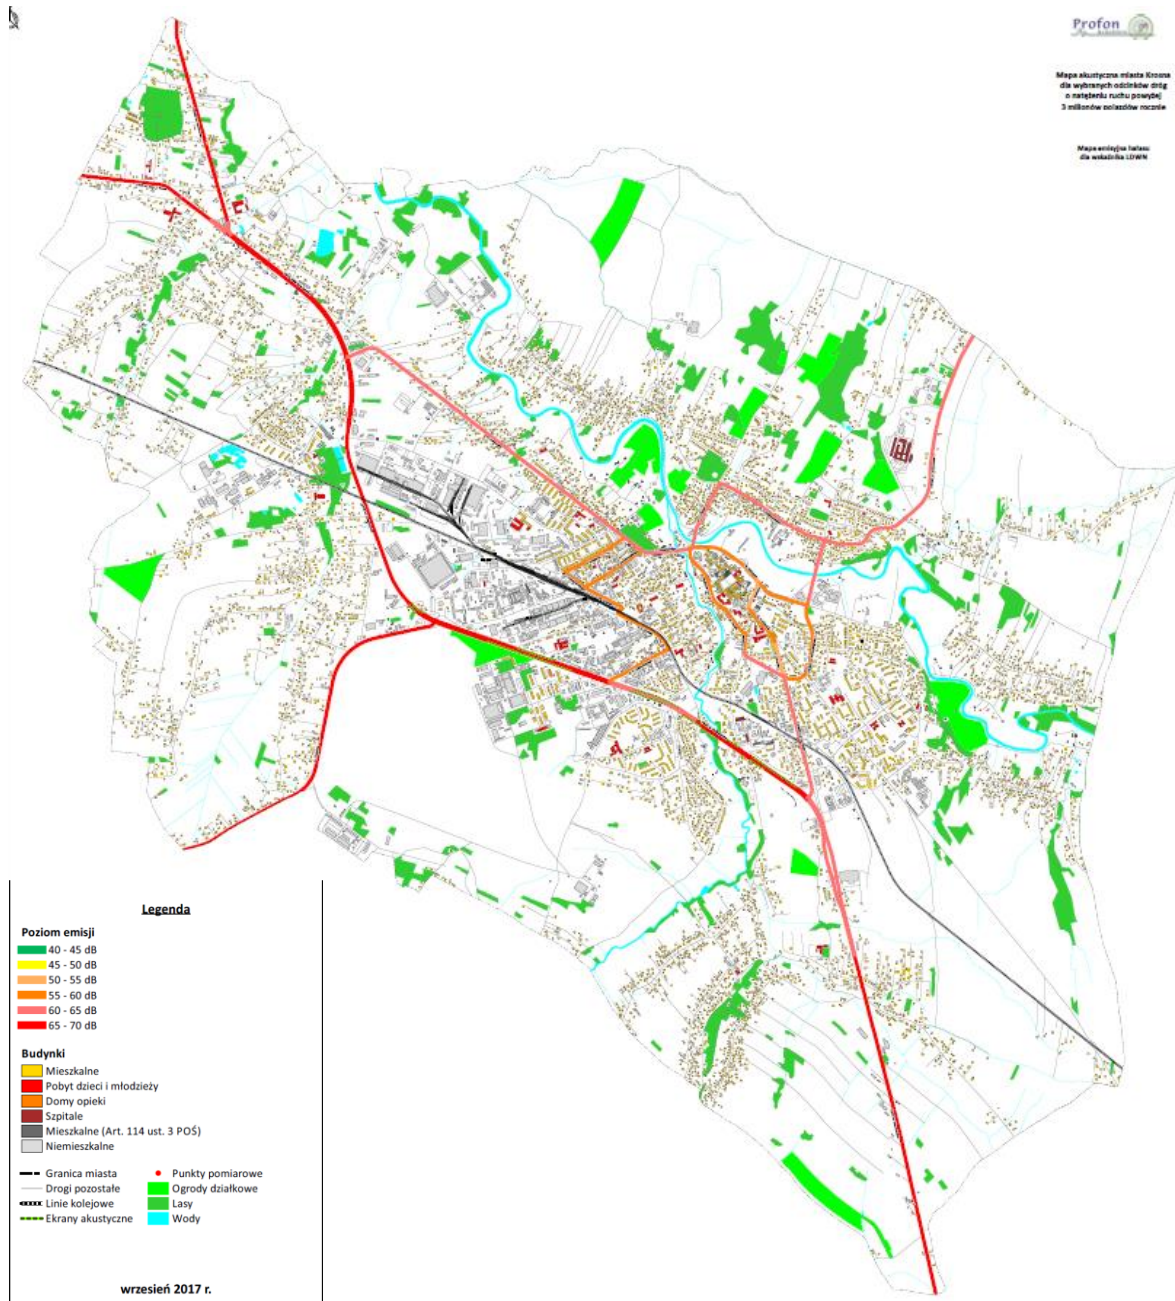 Profon
Mapa akustyczna miasta Krosna
dla wybranych odcinków dróg
o natężeniu ruchu powyżej
3 milionów pojazdów rocznie
Mapa emisyjna hałasu
dla wskaźnika LDWN
Legenda
Poziom emisji
40 - 45 dB
45 - 50 dB
50 - 55 dB
55 - 60 dB
60 - 65 dB
65 - 70 dB
Budynki
Mieszkalne
Pobyt dzieci i młodzieży
Domy opieki
Szpitale
Mieszkalne (Art. 114 ust. 3 POŚ)
Niemieszkalne
Granica miasta
Drogi pozostałe
Linie kolejowe
Ekrany akustyczne
Punkty pomiarowe
Ogrody działkowe
Lasy
Wody
wrzesień 2017 r.